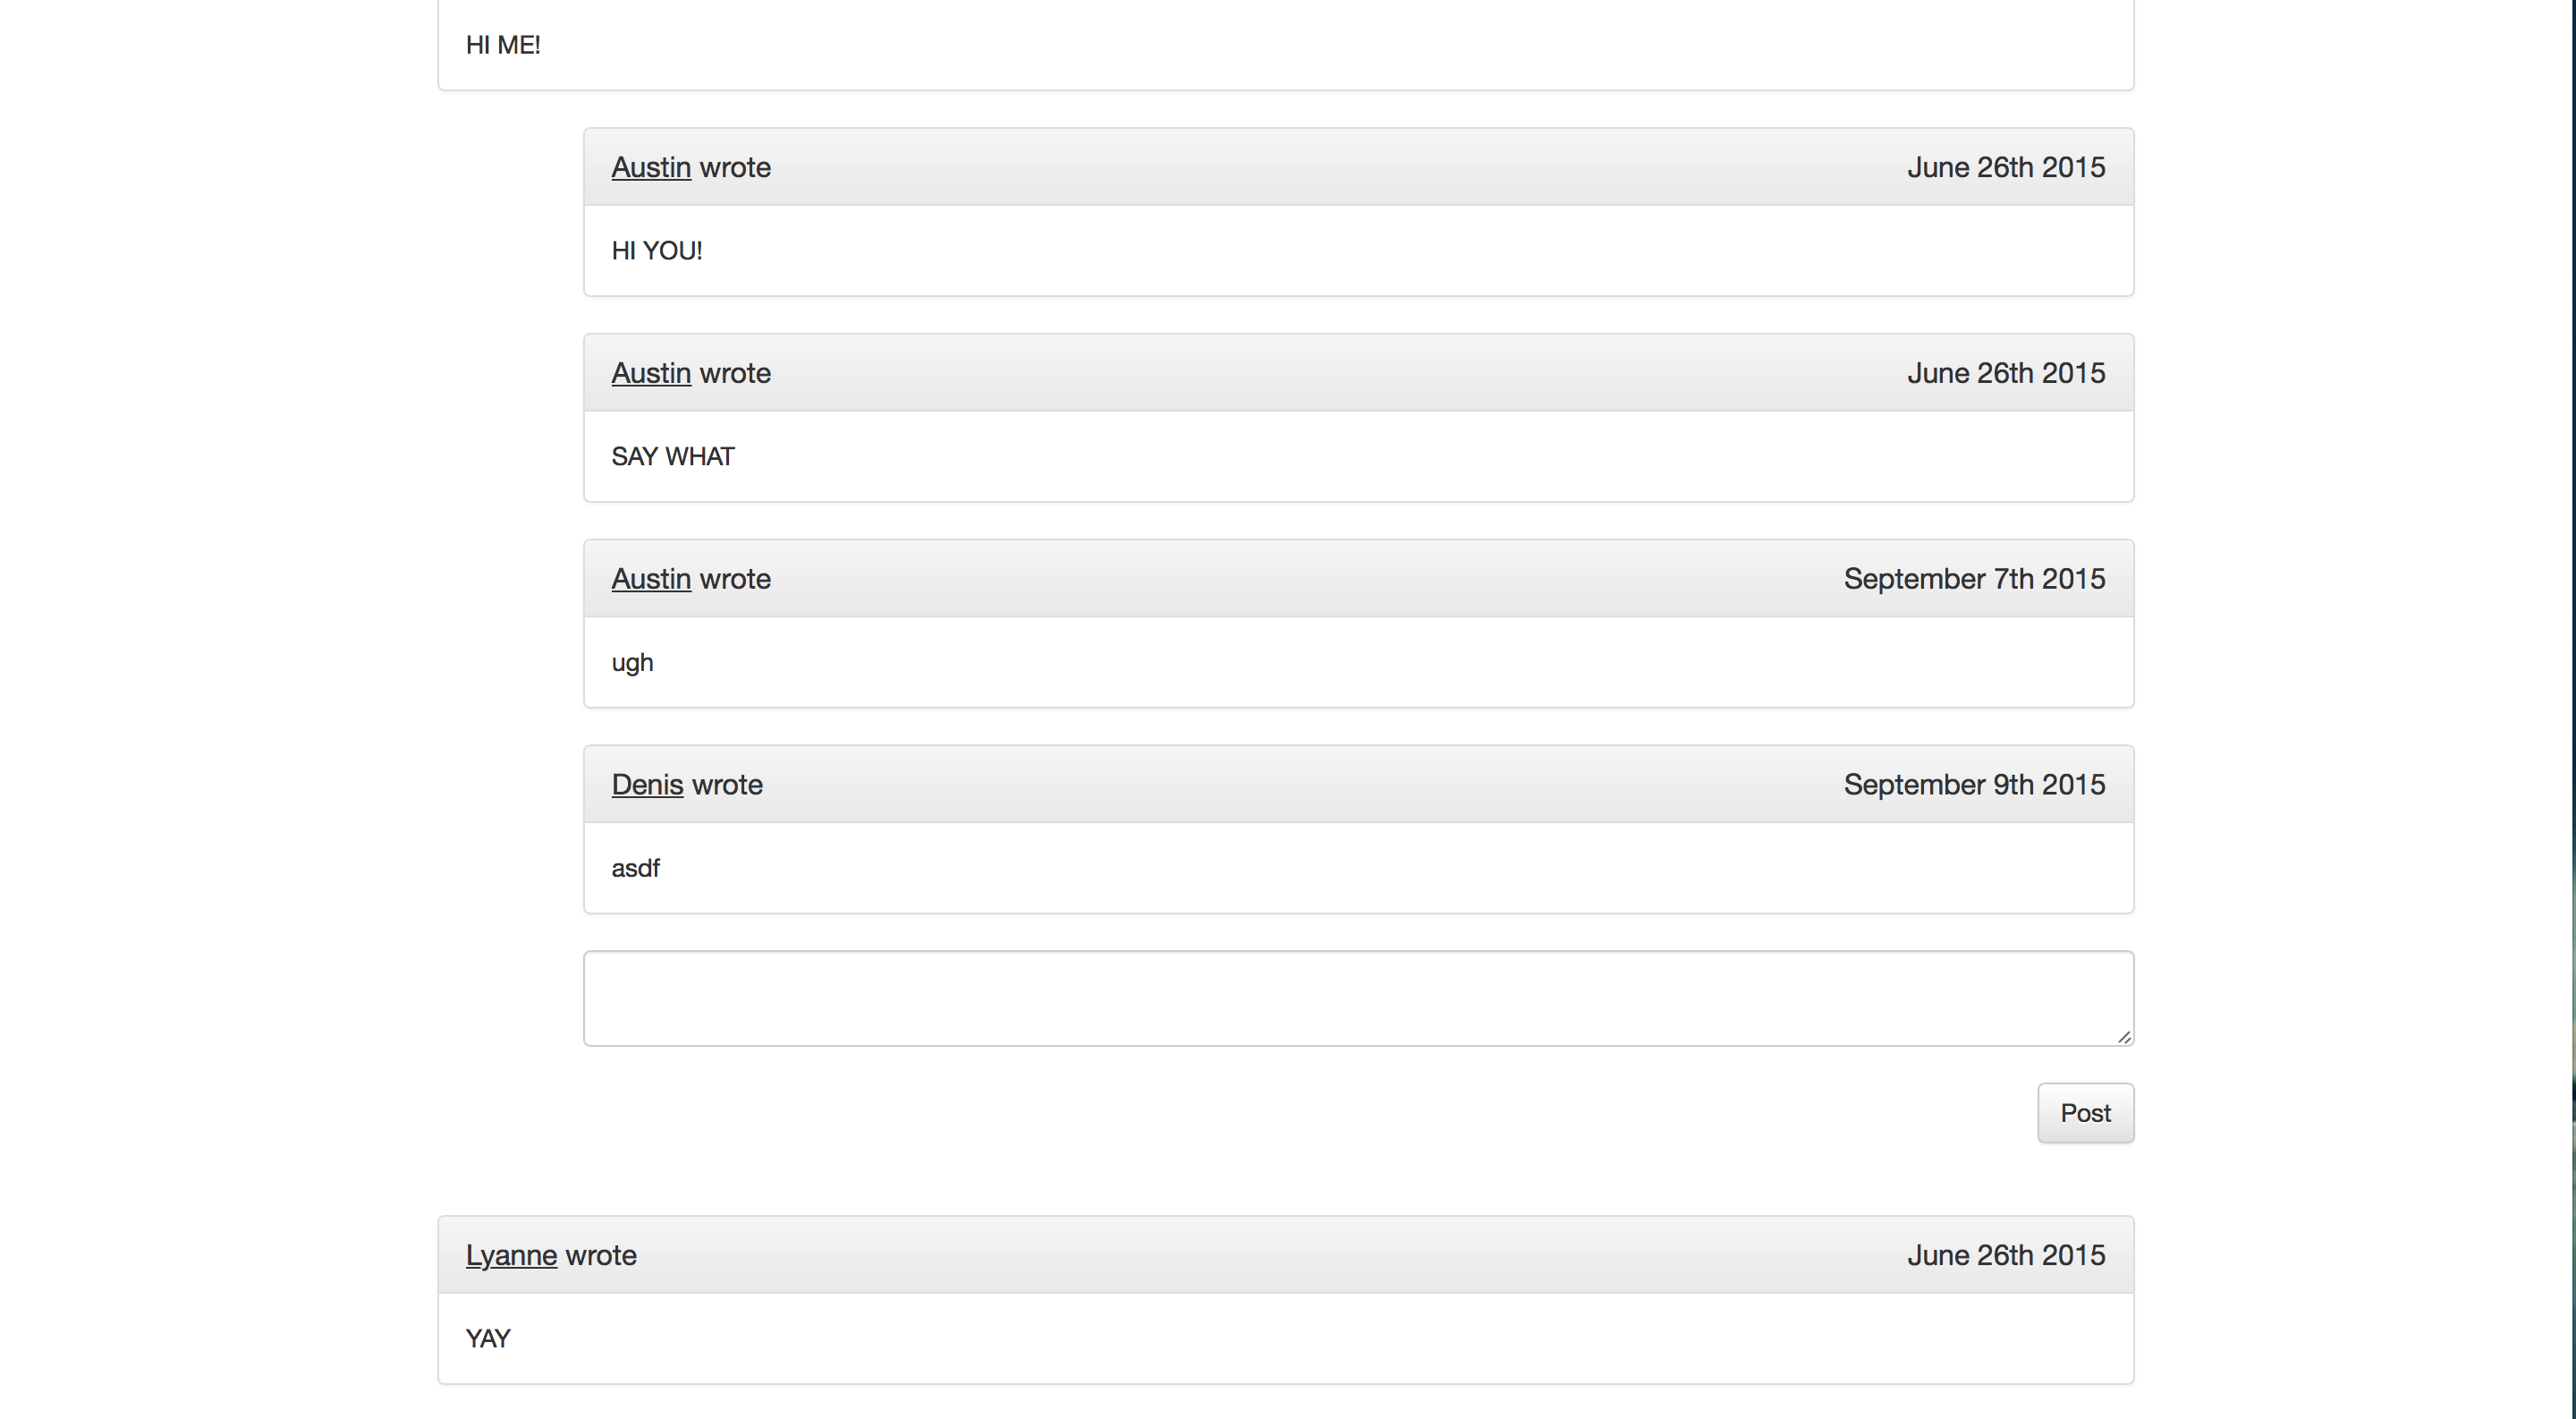 HI ME!
Austin wrote June 26th 2015
HI YOU!
Austin wrote June 26th 2015
SAY WHAT
Austin wrote September 7th 2015
ugh
Denis wrote September 9th 2015
asdf
Post
Lyanne wrote June 26th 2015
YAY